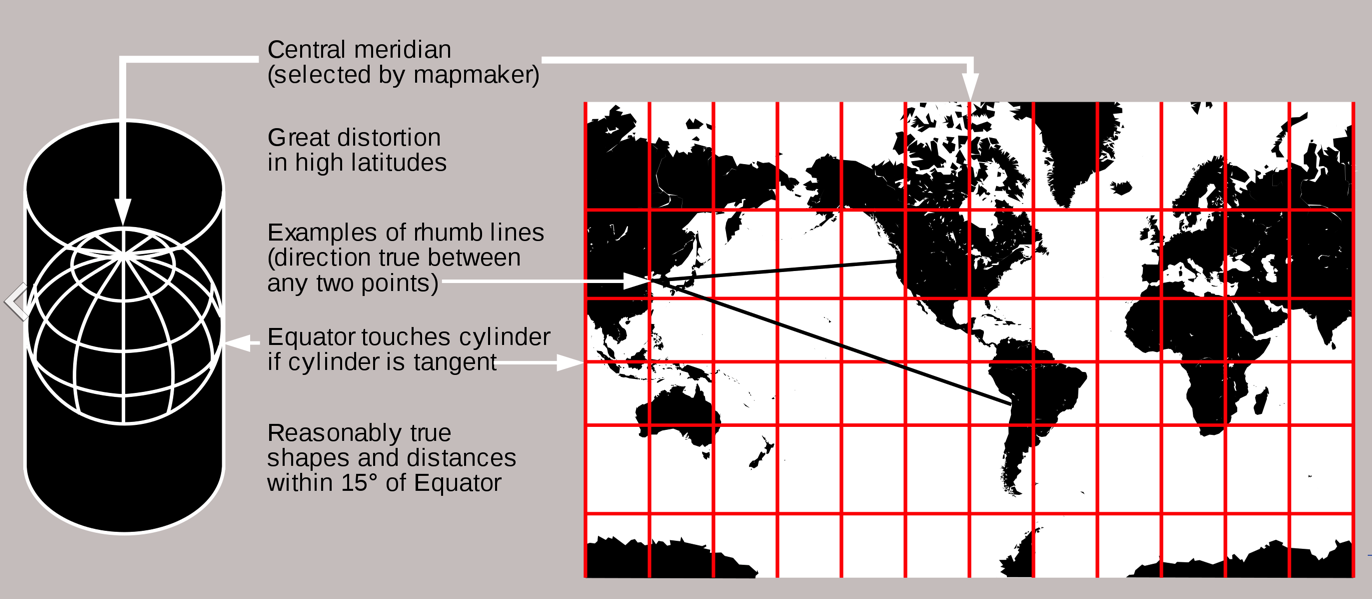 Central meridian
(selected by mapmaker)
Great distortion
in high latitudes
Examples of rhumb lines
(direction true between
any two points)
Equator touches cylinder
if cylinder is tangent
Reasonably true
shapes and distances
within 15° of Equator